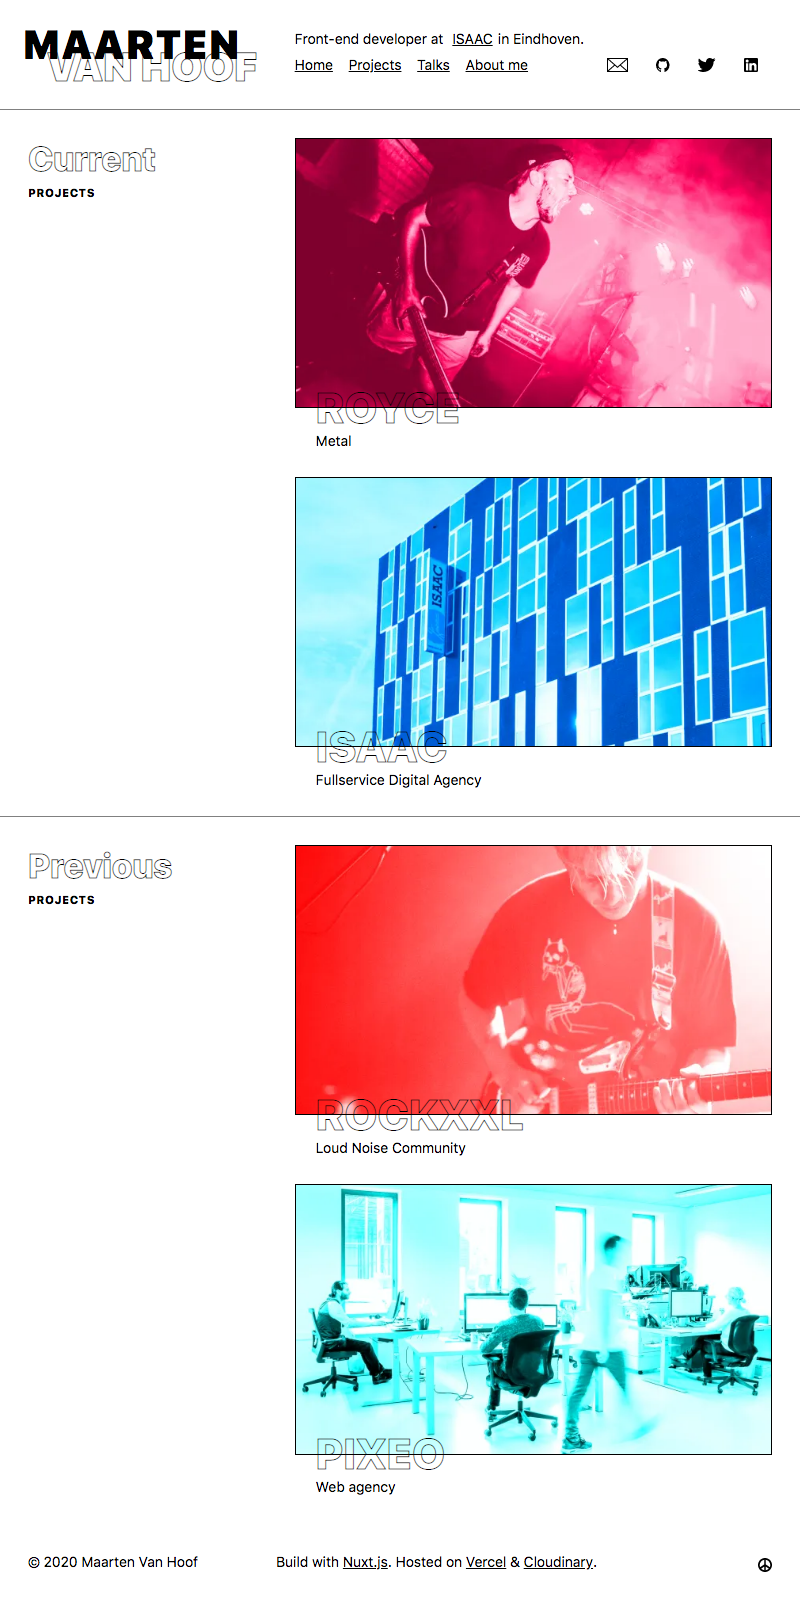 MAARTEN
VAN HOOF
Front-end developer at ISAAC in Eindhoven.
Home Projects Talks About me
Current
PROJECTS
ROYCE
Metal
ISAAC
ISAAC
Fullservice Digital Agency
Previous
PROJECTS
ROCKXXL
Loud Noise Community
PIXEO
Web agency
© 2020 Maarten Van Hoof
Build with Nuxt.js. Hosted on Vercel & Cloudinary.